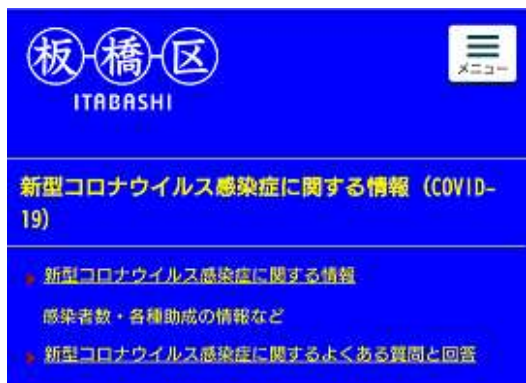 板橋区
ITABASHI
メニュー
新型コロナウイルス感染症に関する情報（COVID-
19）
新型コロナウイルス感染症に関する情報
感染者数・各種助成の情報など
新型コロナウイルス感染症に関するよくある質問と回答